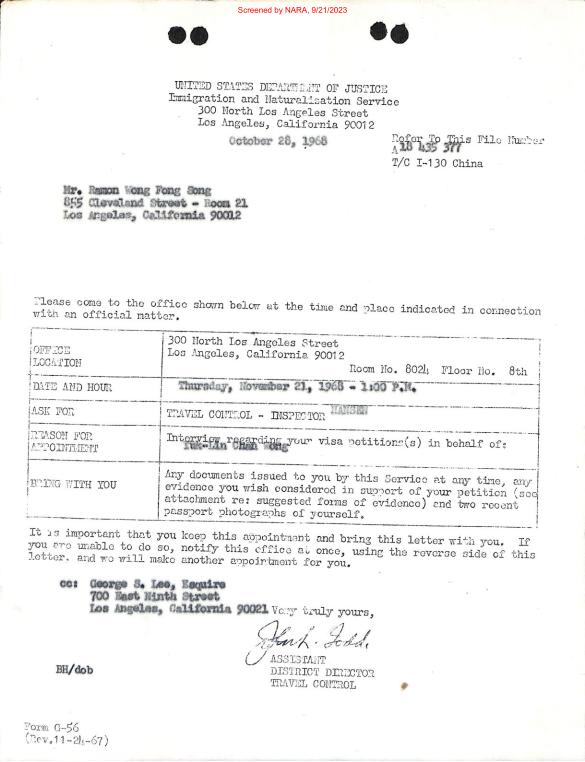 Screened by NARA, 9/21/2023
UNITED STATES DEPARTMENT OF JUSTICE
Immigration and Naturalization Service
300 North Los Angeles Street
Los Angeles, California 90012
October 28, 1968
Refer To This File Number
A18 435 377
T/C I-130 China
Mr. Ramon Wong Fong Song
855 Cleveland Street - Room 21
Los Angeles, California 90012
Please come to the office shown below at the time and place indicated in connection
with an official matter.
OFFICE
LOCATION
300 North Los Angeles Street
Los Angeles, California 90012
Room No. 8024 Floor No. 8th
DATE AND HOUR
Thursday, November 21, 1968 - 1:00 P.M.
ASK FOR
TRAVEL CONTROL - INSPECTOR HANSEN
REASON FOR
APPOINTMENT
Interview regarding your visa petitions(s) in behalf of:
Yuk-Lin Chan Wong
BRING WITH YOU
Any documents issued to you by this Service at any time, any
evidence you wish considered in support of your petition (see
attachment re: suggested forms of evidence) and two recent
passport photographs of yourself.
It is important that you keep this appointment and bring this letter with you. If
you are unable to do so, notify this office at once, using the reverse side of this
letter, and we will make another appointment for you.
cc: George S. Lee, Esquire
700 East Ninth Street
Los Angeles, California 90021
Very truly yours,
ASSISTANT
DISTRICT DIRECTOR
TRAVEL CONTROL
BH/dob
Form G-56
(Rev.11-24-67)